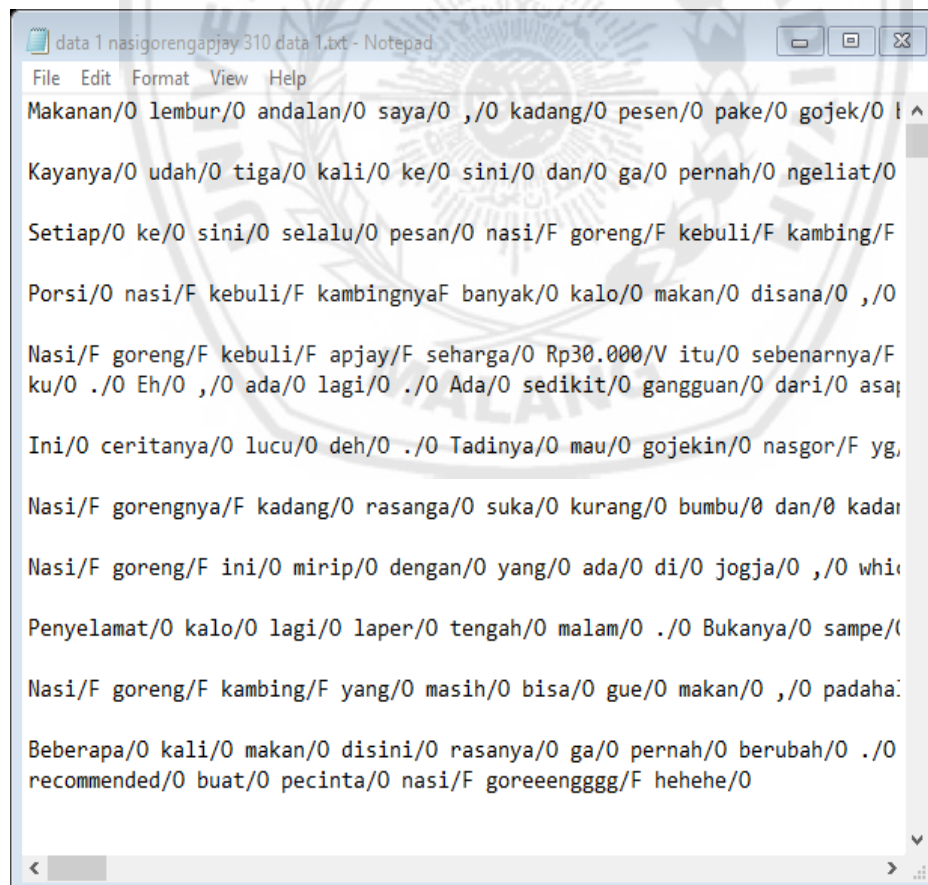 data 1 nasigorengapjay 310 data 1.txt - Notepad
File Edit Format View Help
Makanan/O lembur/O andalan/O saya/O ,/O kadang/O pesen/O pake/O gojek/O
Kayanya/O udah/O tiga/O kali/O ke/O sini/O dan/O ga/O pernah/O ngeliat/O
Setiap/O ke/O sini/O selalu/O pesan/O nasi/F goreng/F kebuli/F kambing/F
Porsi/O nasi/F kebuli/F kambingnyaF banyak/O kalo/O makan/O disana/O ,/O
Nasi/F goreng/F kebuli/F apjay/F seharga/O Rp30.000/V itu/O sebenarnya/F
ku/O ./O Eh/O ,/O ada/O lagi/O ./O Ada/O sedikit/O gangguan/O dari/O asap
Ini/O ceritanya/O lucu/O deh/O ./O Tadinya/O mau/O gojekin/O nasgor/F yg/
Nasi/F gorengnya/F kadang/O rasanga/O suka/O kurang/O bumbu/0 dan/0 kadan
Nasi/F goreng/F ini/O mirip/O dengan/O yang/O ada/O di/O jogja/O ,/O whic
Penyelamat/O kalo/O lagi/O laper/O tengah/O malam/O ./O Bukanya/O sampe/O
Nasi/F goreng/F kambing/F yang/O masih/O bisa/O gue/O makan/O ,/O padahal
Beberapa/O kali/O makan/O disini/O rasanya/O ga/O pernah/O berubah/O ./O
recommended/O buat/O pecinta/O nasi/F goreeengggg/F hehehe/O
MALANG